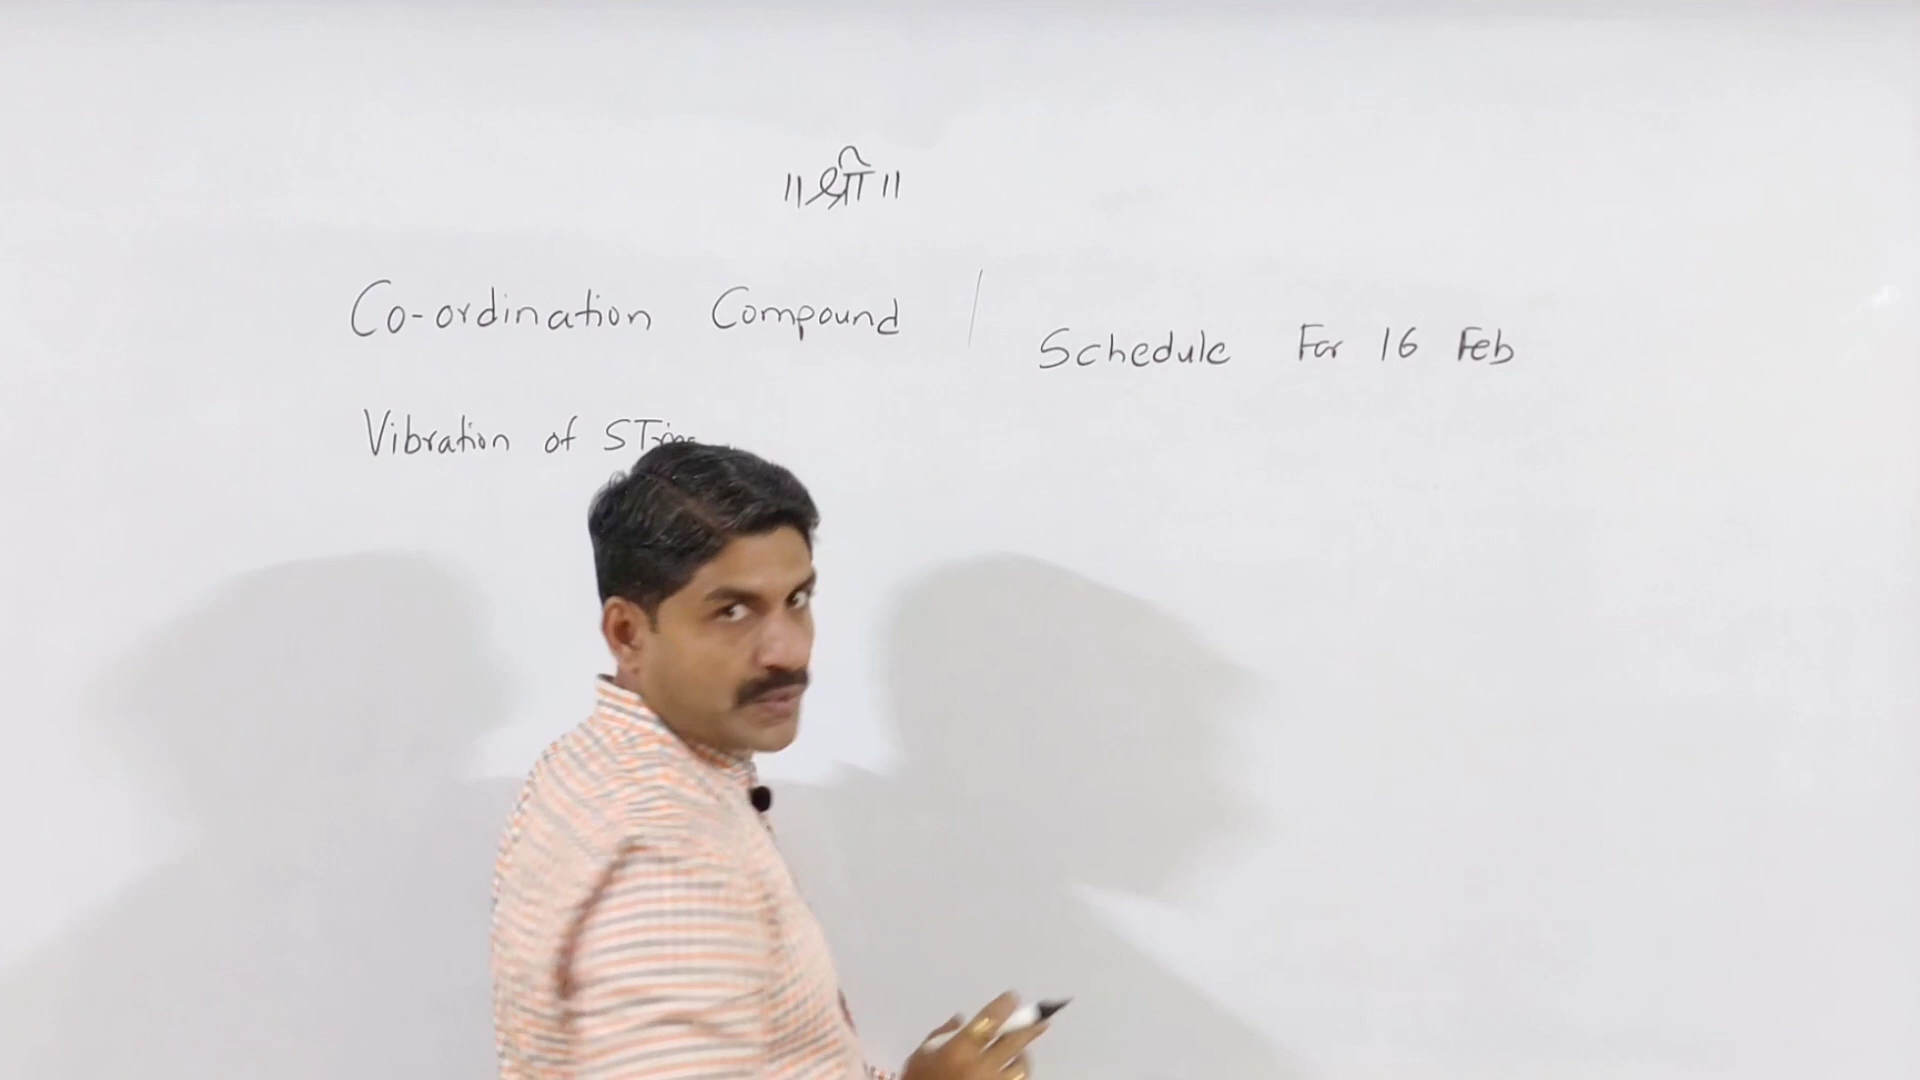 ॥ श्री ॥
Co-ordination Compound
Vibration of
Schedule For 16 Feb